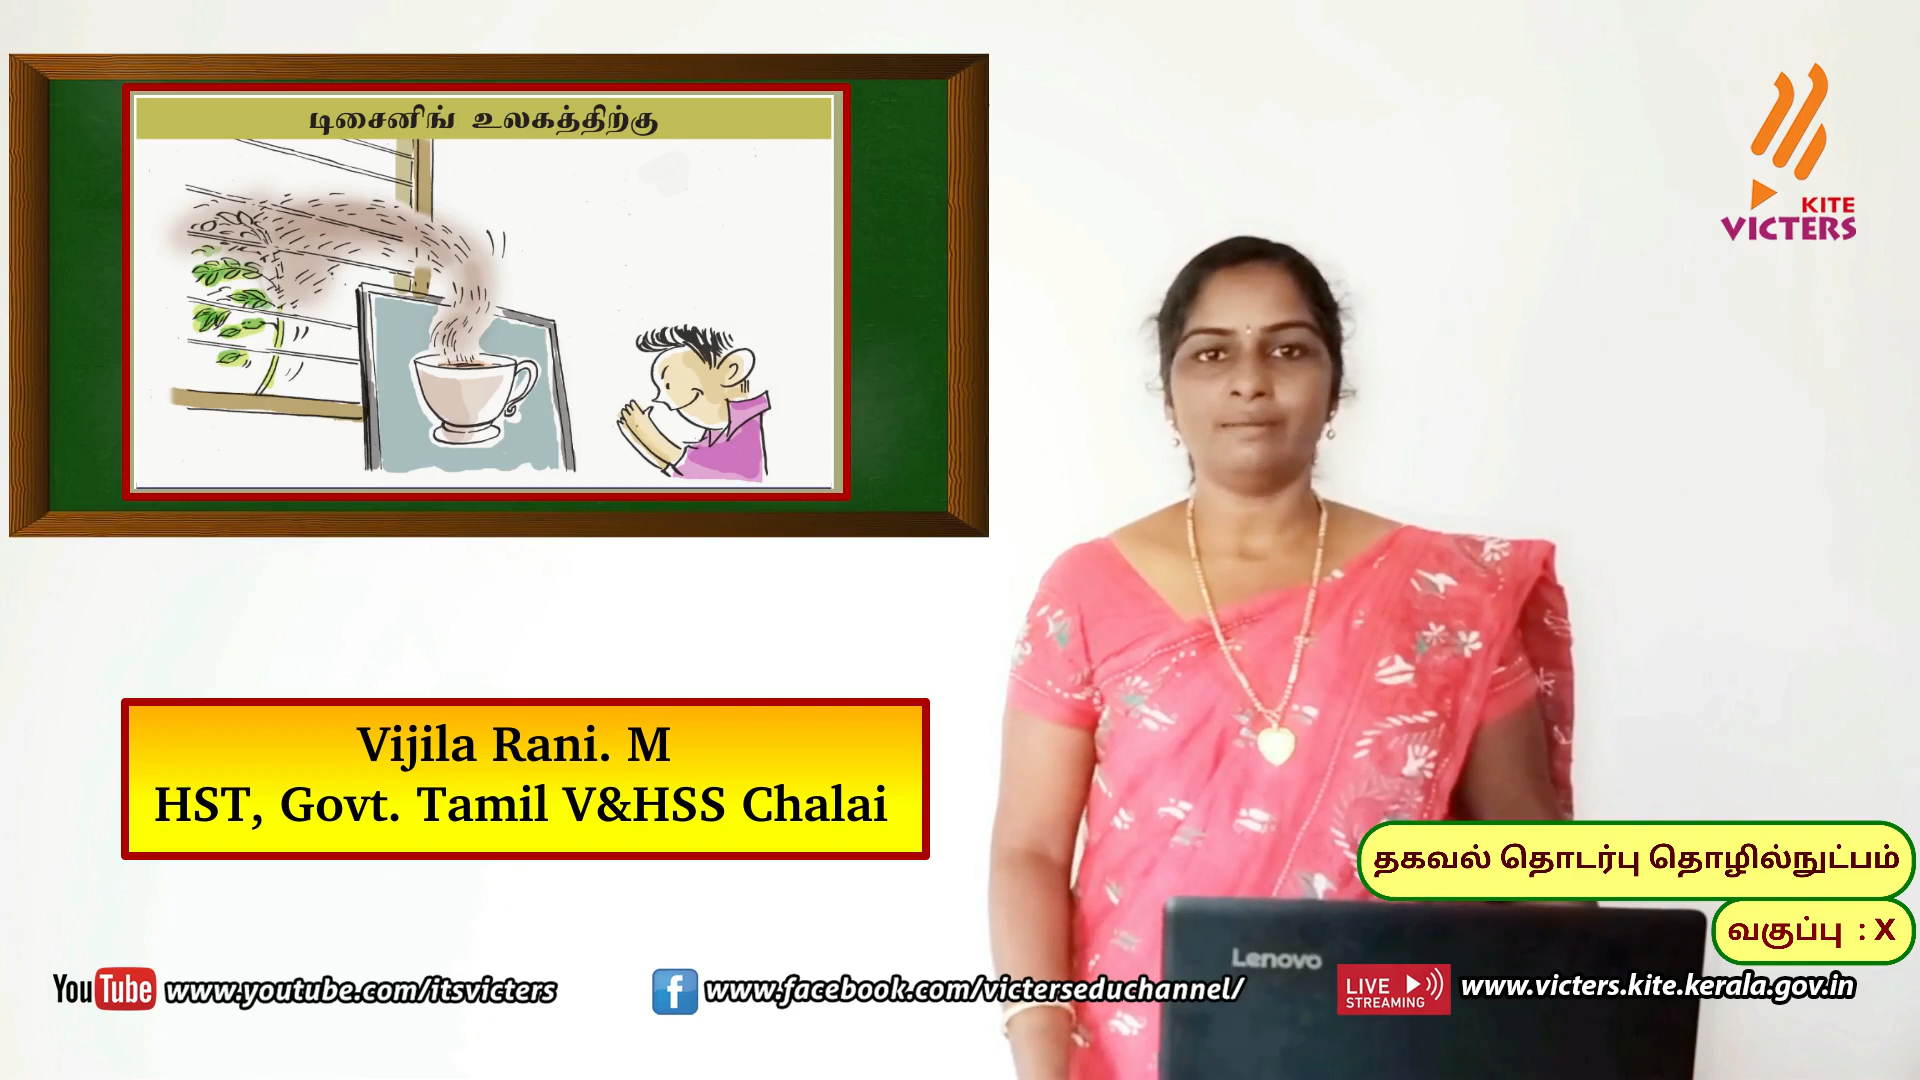 டிசைனிங் உலகத்திற்கு
KITE
VICTERS
Vijila Rani. M
HST, Govt. Tamil V&HSS Chalai
தகவல் தொடர்பு தொழில்நுட்பம்
வகுப்பு : X
Lenovo
YouTube www.youtube.com/itsvicters
f www.facebook.com/victerseduchannel/
LIVE STREAMING www.victers.kite.kerala.gov.in